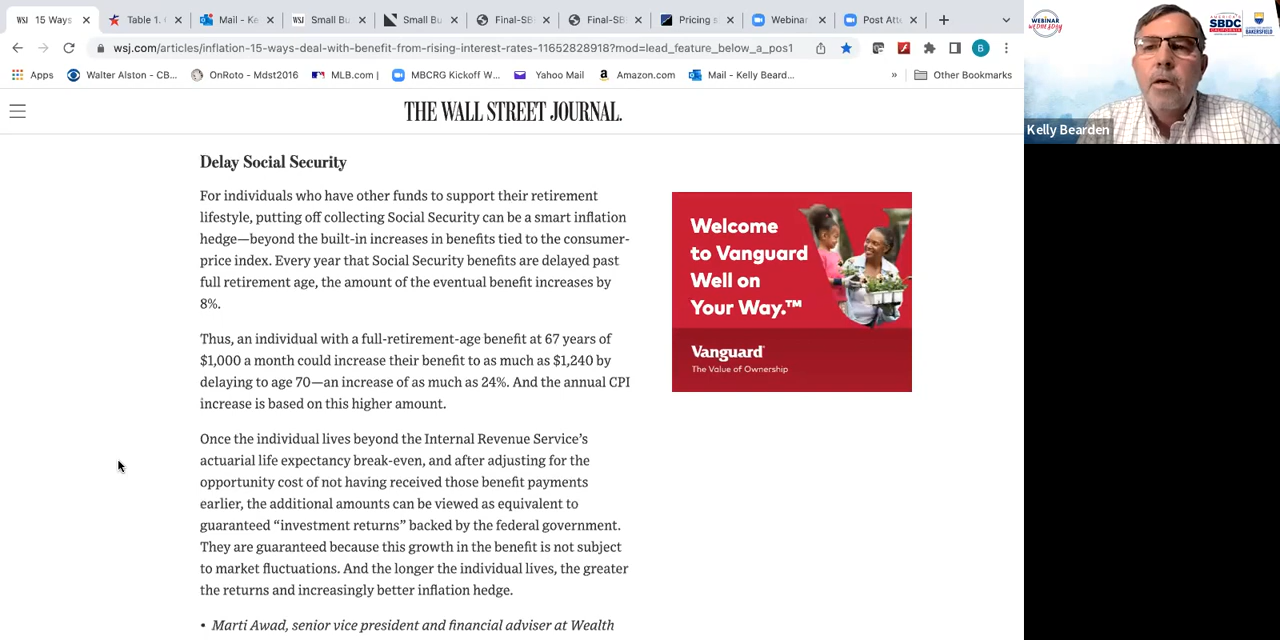 15 Ways
Table 1.
Mail - Ke
Small Bu
Small Bu
Final-SB
Final-SB
Pricing s
Webinar
Post Atte
wsj.com/articles/inflation-15-ways-deal-with-benefit-from-rising-interest-rates-11652828918?mod=lead_feature_below_a_pos1
Apps
Walter Alston - CB...
OnRoto - Mdst2016
MLB.com |
MBCRG Kickoff W...
Yahoo Mail
Amazon.com
Mail - Kelly Beard...
»
Other Bookmarks
THE WALL STREET JOURNAL.
Delay Social Security
For individuals who have other funds to support their retirement
lifestyle, putting off collecting Social Security can be a smart inflation
hedge—beyond the built-in increases in benefits tied to the consumer-
price index. Every year that Social Security benefits are delayed past
full retirement age, the amount of the eventual benefit increases by
8%.
Thus, an individual with a full-retirement-age benefit at 67 years of
$1,000 a month could increase their benefit to as much as $1,240 by
delaying to age 70—an increase of as much as 24%. And the annual CPI
increase is based on this higher amount.
Once the individual lives beyond the Internal Revenue Service's
actuarial life expectancy break-even, and after adjusting for the
opportunity cost of not having received those benefit payments
earlier, the additional amounts can be viewed as equivalent to
guaranteed “investment returns” backed by the federal government.
They are guaranteed because this growth in the benefit is not subject
to market fluctuations. And the longer the individual lives, the greater
the returns and increasingly better inflation hedge.
• Marti Awad, senior vice president and financial adviser at Wealth
Welcome
to Vanguard
Well on
Your Way.™
Vanguard
The Value of Ownership
WEBINAR
Wednesday
AMERICA'S
SBDC
CALIFORNIA
BAKERSFIELD
Kelly Bearden